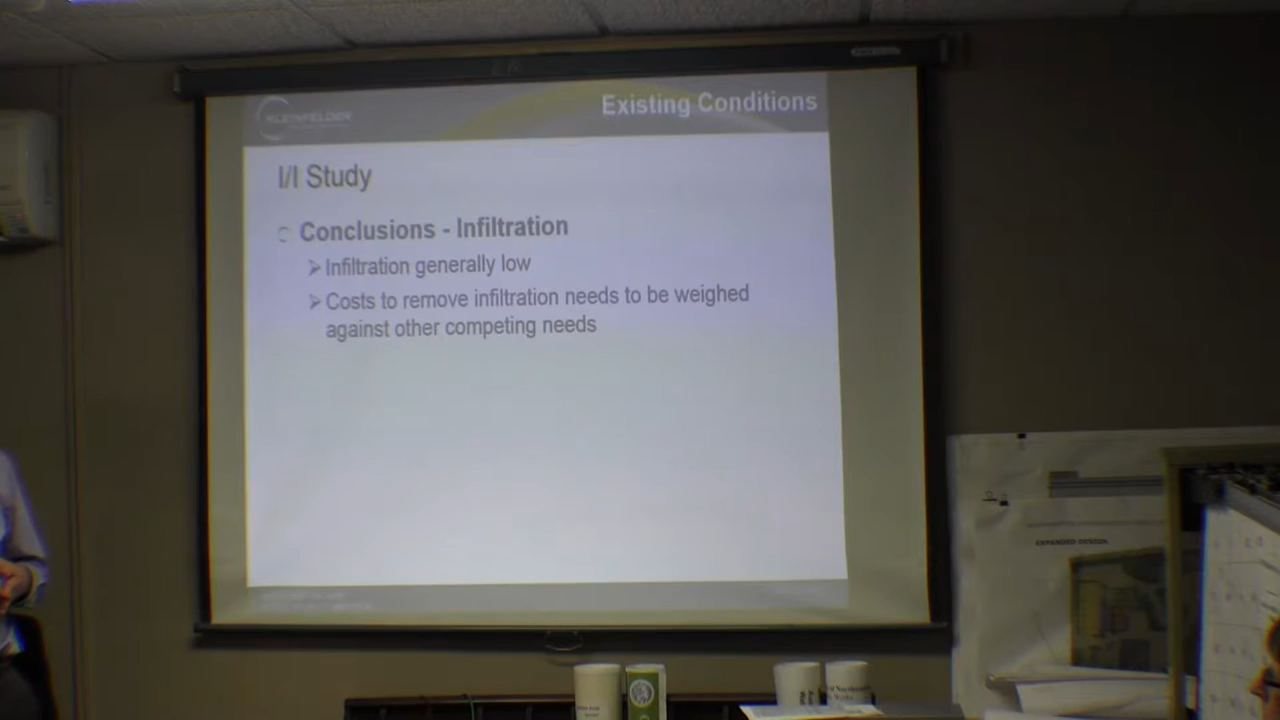 KLEINFELDER
Existing Conditions
I/I Study
Conclusions - Infiltration
Infiltration generally low
Costs to remove infiltration needs to be weighed
against other competing needs
EXPANDED DESIGN